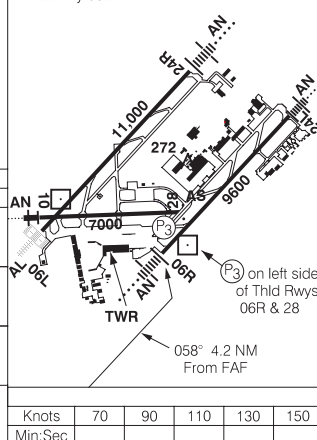 AN
24R
AN
24L
11,000
272
9600
AN
10
28
AS
7000
P3
AL
06L
06R
AN
TWR
P3 on left side
of Thld Rwys
06R & 28
058° 4.2 NM
From FAF
Knots 70 90 110 130 150
Min:Sec